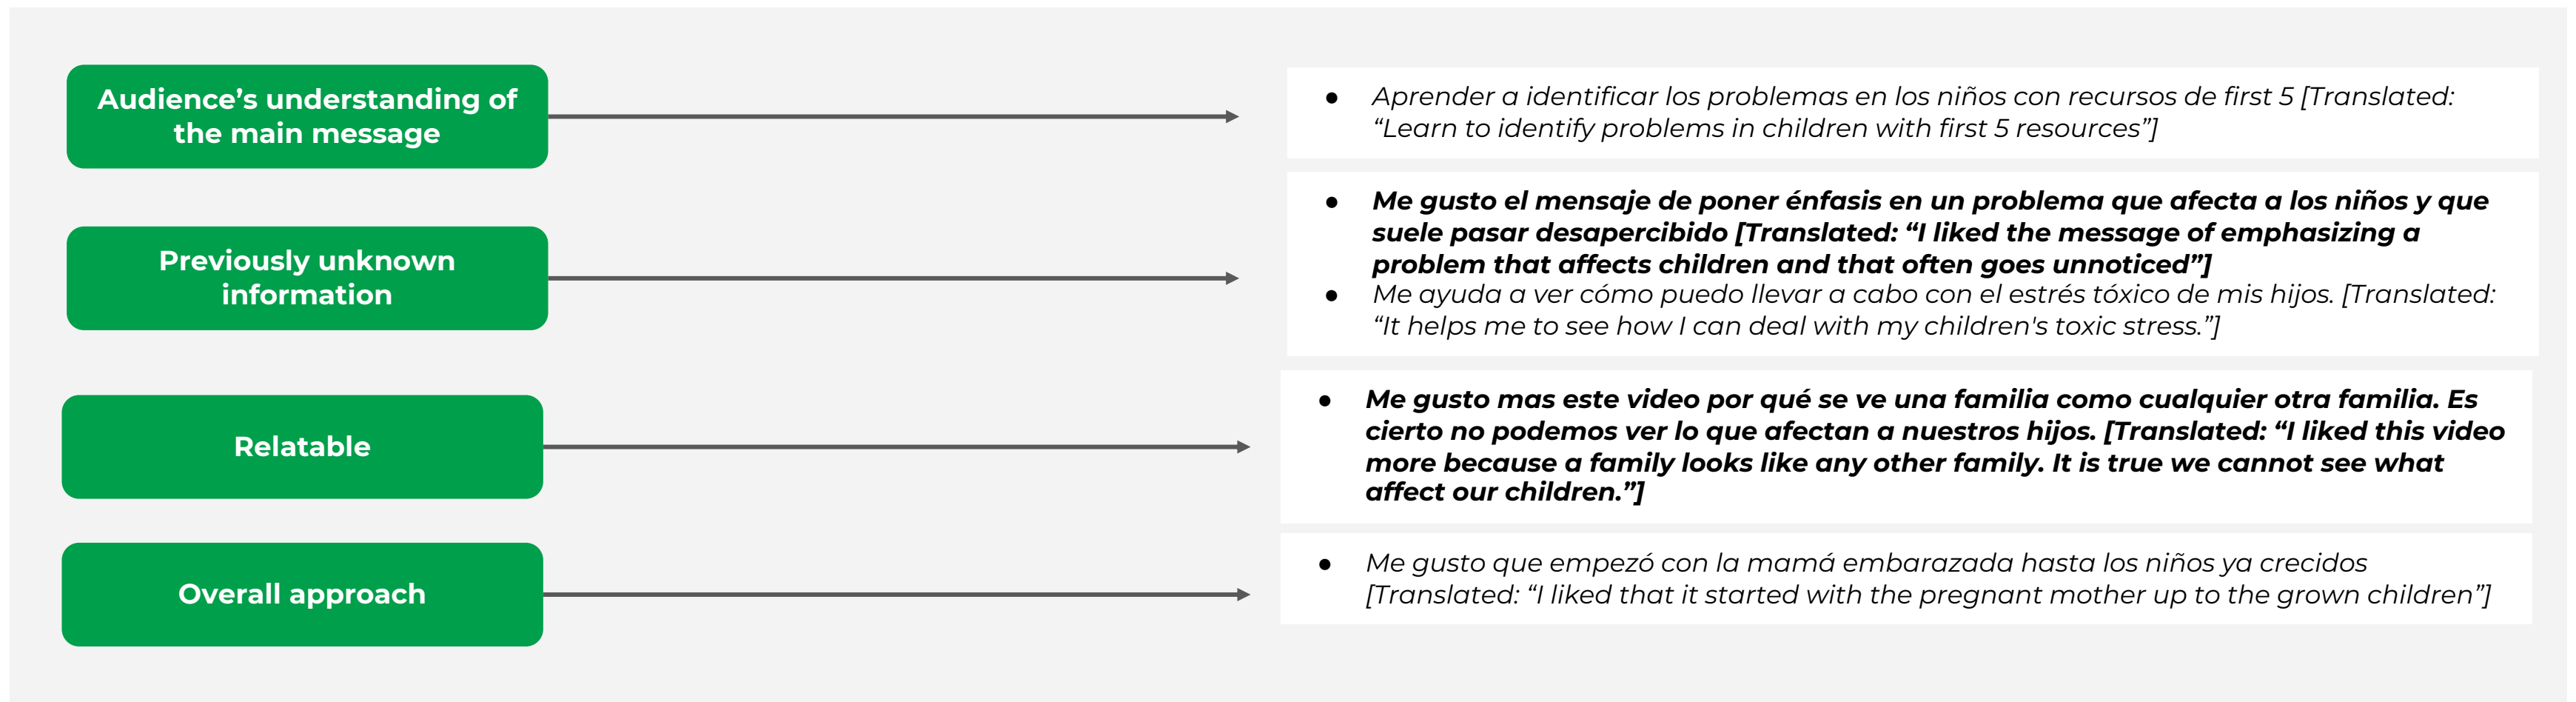 Audience’s understanding of
the main message
● Aprender a identificar los problemas en los niños con recursos de first 5 [Translated:
“Learn to identify problems in children with first 5 resources”]
Previously unknown
information
● Me gusto el mensaje de poner énfasis en un problema que afecta a los niños y que
suele pasar desapercibido [Translated: “I liked the message of emphasizing a
problem that affects children and that often goes unnoticed”]
● Me ayuda a ver cómo puedo llevar a cabo con el estrés tóxico de mis hijos. [Translated:
“It helps me to see how I can deal with my children's toxic stress.”]
Relatable
● Me gusto mas este video por qué se ve una familia como cualquier otra familia. Es
cierto no podemos ver lo que afectan a nuestros hijos. [Translated: “I liked this video
more because a family looks like any other family. It is true we cannot see what
affect our children.”]
Overall approach
● Me gusto que empezó con la mamá embarazada hasta los niños ya crecidos
[Translated: “I liked that it started with the pregnant mother up to the grown children”]